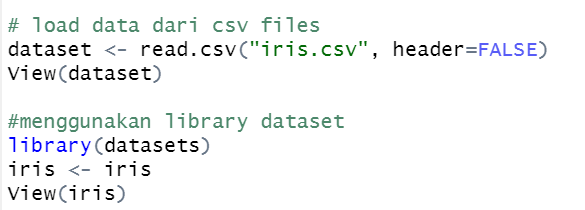 # load data dari csv files
dataset <- read.csv("iris.csv", header=FALSE)
View(dataset)
#menggunakan library dataset
library(datasets)
iris <- iris
View(iris)